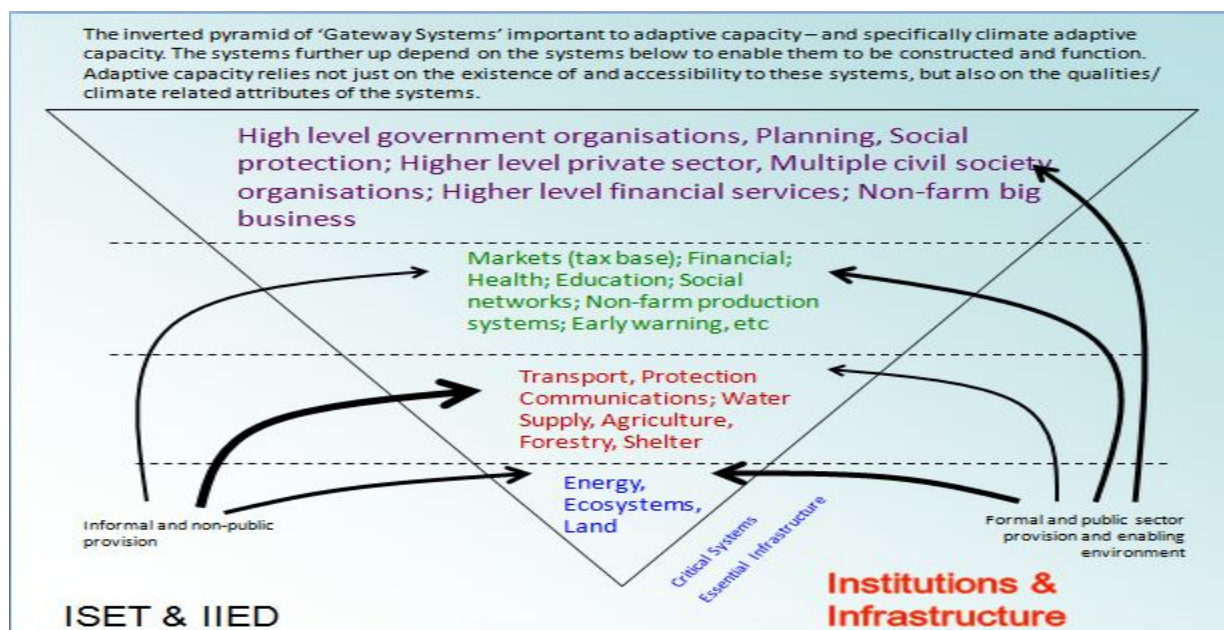 The inverted pyramid of ‘Gateway Systems’ important to adaptive capacity – and specifically climate adaptive
capacity. The systems further up depend on the systems below to enable them to be constructed and function.
Adaptive capacity relies not just on the existence of and accessibility to these systems, but also on the qualities/
climate related attributes of the systems.
High level government organisations, Planning, Social
protection; Higher level private sector, Multiple civil society
organisations; Higher level financial services; Non-farm big
business
Markets (tax base); Financial;
Health; Education; Social
networks; Non-farm production
systems; Early warning, etc
Transport, Protection
Communications; Water
Supply, Agriculture,
Forestry, Shelter
Energy,
Ecosystems,
Land
Critical Systems
Essential Infrastructure
Informal and non-public
provision
Formal and public sector
provision and enabling
environment
ISET & IIED
Institutions &
Infrastructure